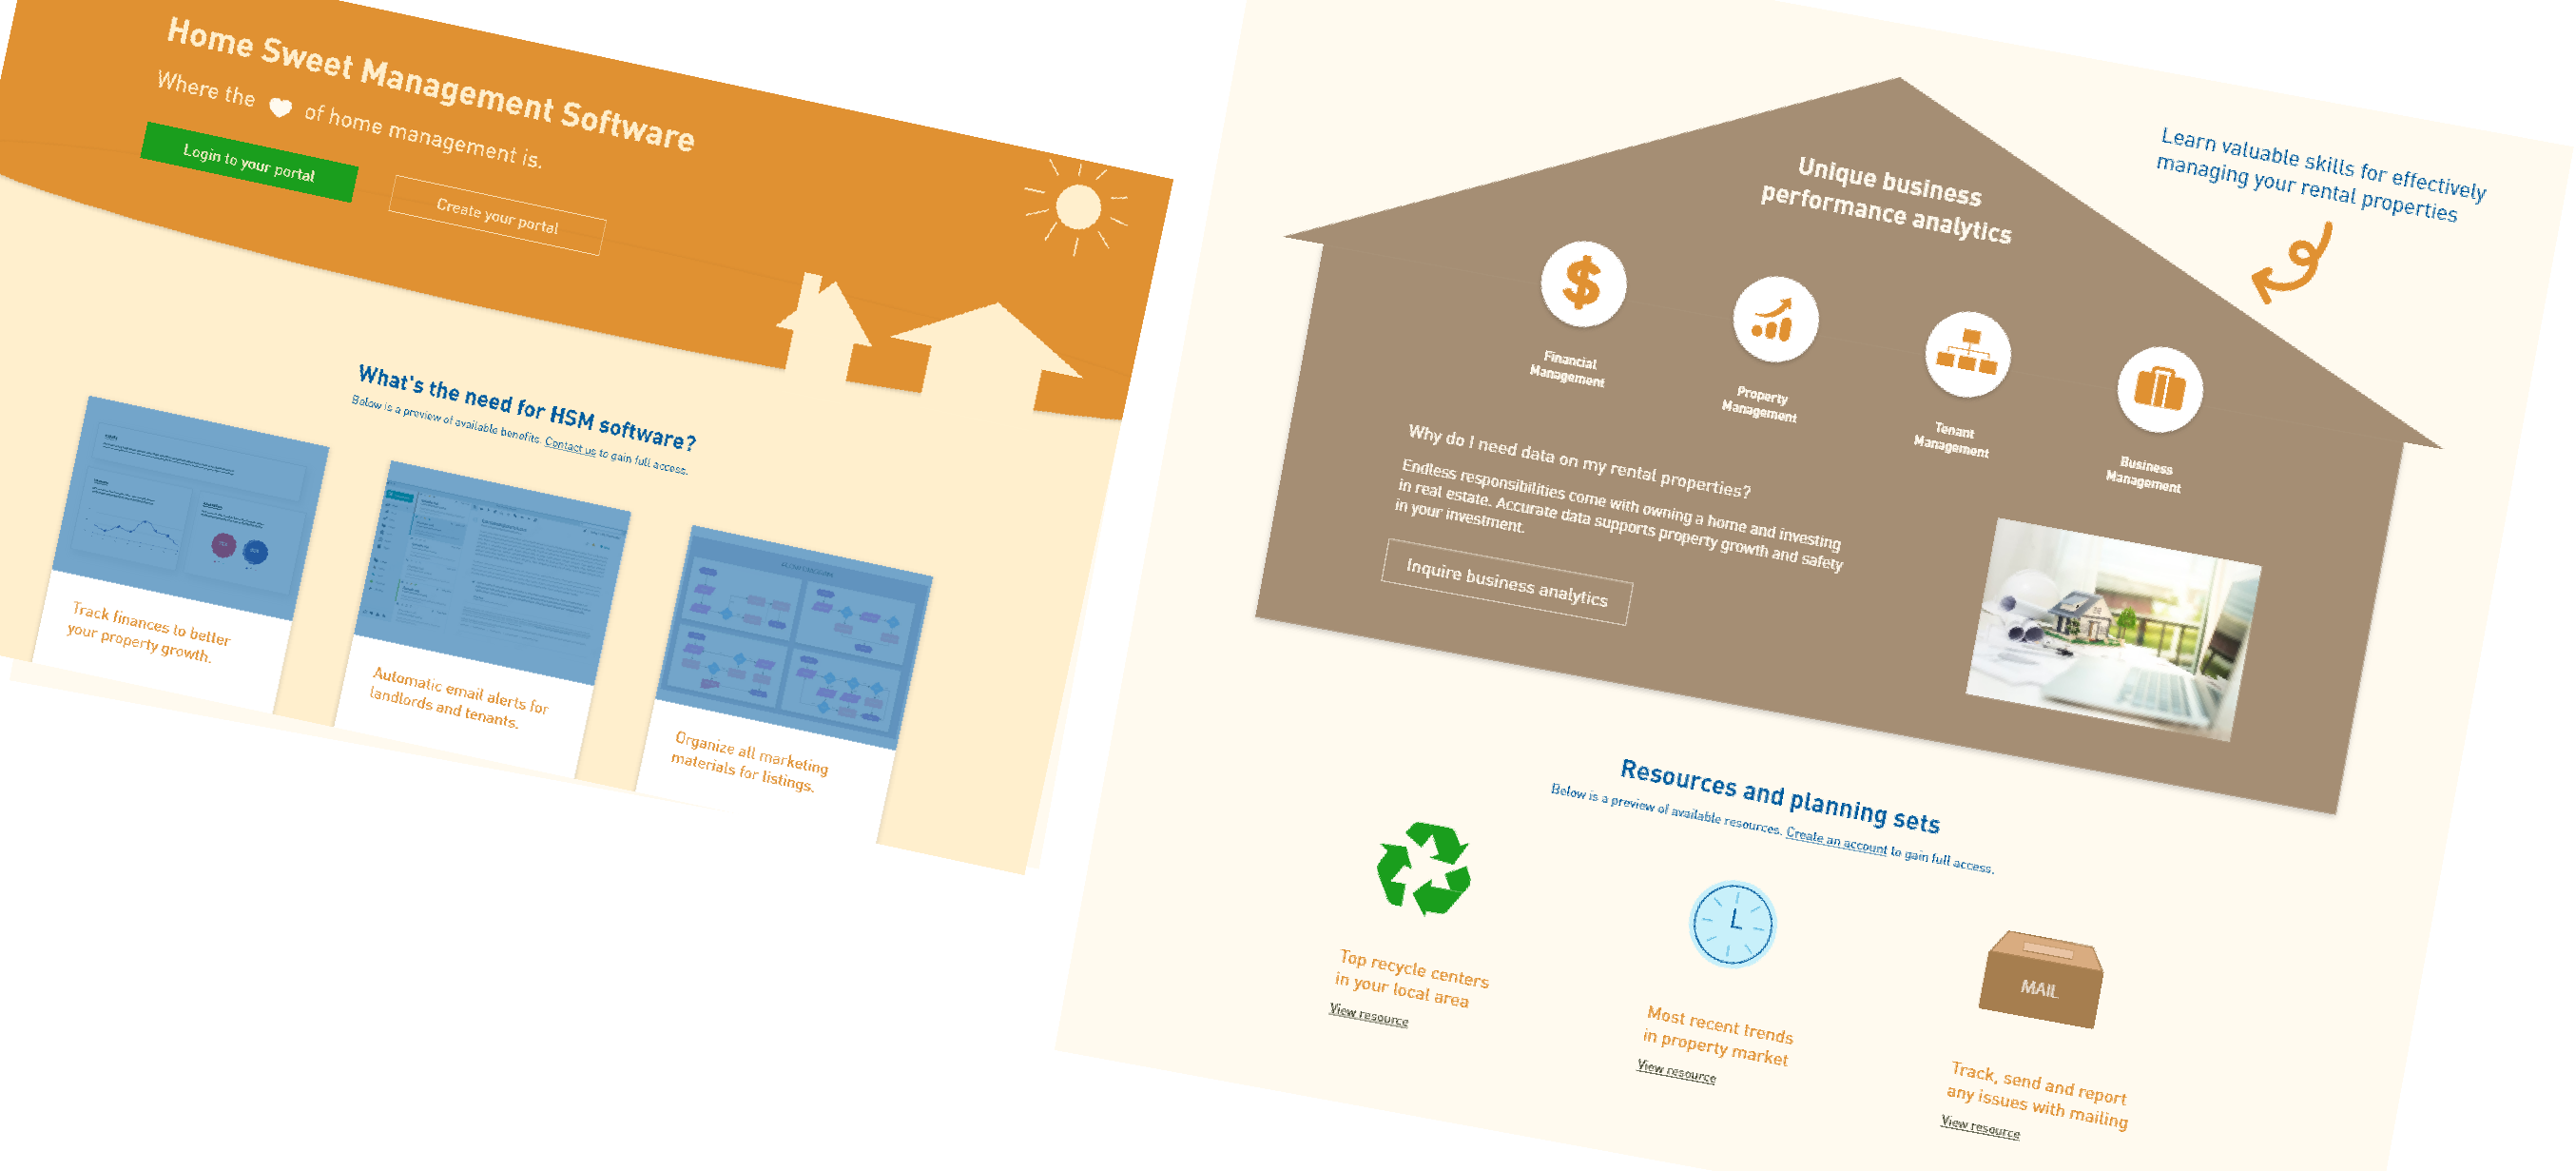 Home Sweet Management Software
Where the of home management is.
Login to your portal
Create your portal
What's the need for HSM software?
Below is a preview of available benefits. Contact us to gain full access.
Track finances to better
your property growth.
Automatic email alerts for
landlords and tenants.
Organize all marketing
materials for listings.
Learn valuable skills for effectively
managing your rental properties
Unique business
performance analytics
Financial
Management
Property
Management
Tenant
Management
Business
Management
Why do I need data on my rental properties?
Endless responsibilities come with owning a home and investing
in real estate. Accurate data supports property growth and safety
in your investment.
Inquire business analytics
Resources and planning sets
Below is a preview of available resources. Create an account to gain full access.
Top recycle centers
in your local area
View resource
Most recent trends
in property market
View resource
MAIL
Track, send and report
any issues with mailing
View resource